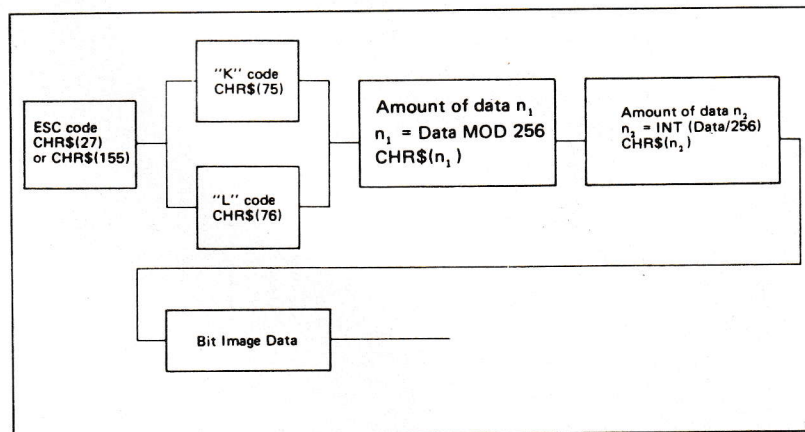 ESC code
CHR$(27)
or CHR$(155)
"K" code
CHR$(75)
"L" code
CHR$(76)
Amount of data n₁
n₁ = Data MOD 256
CHR$(n₁)
Amount of data n₂
n₂ = INT (Data/256)
CHR$(n₂)
Bit Image Data